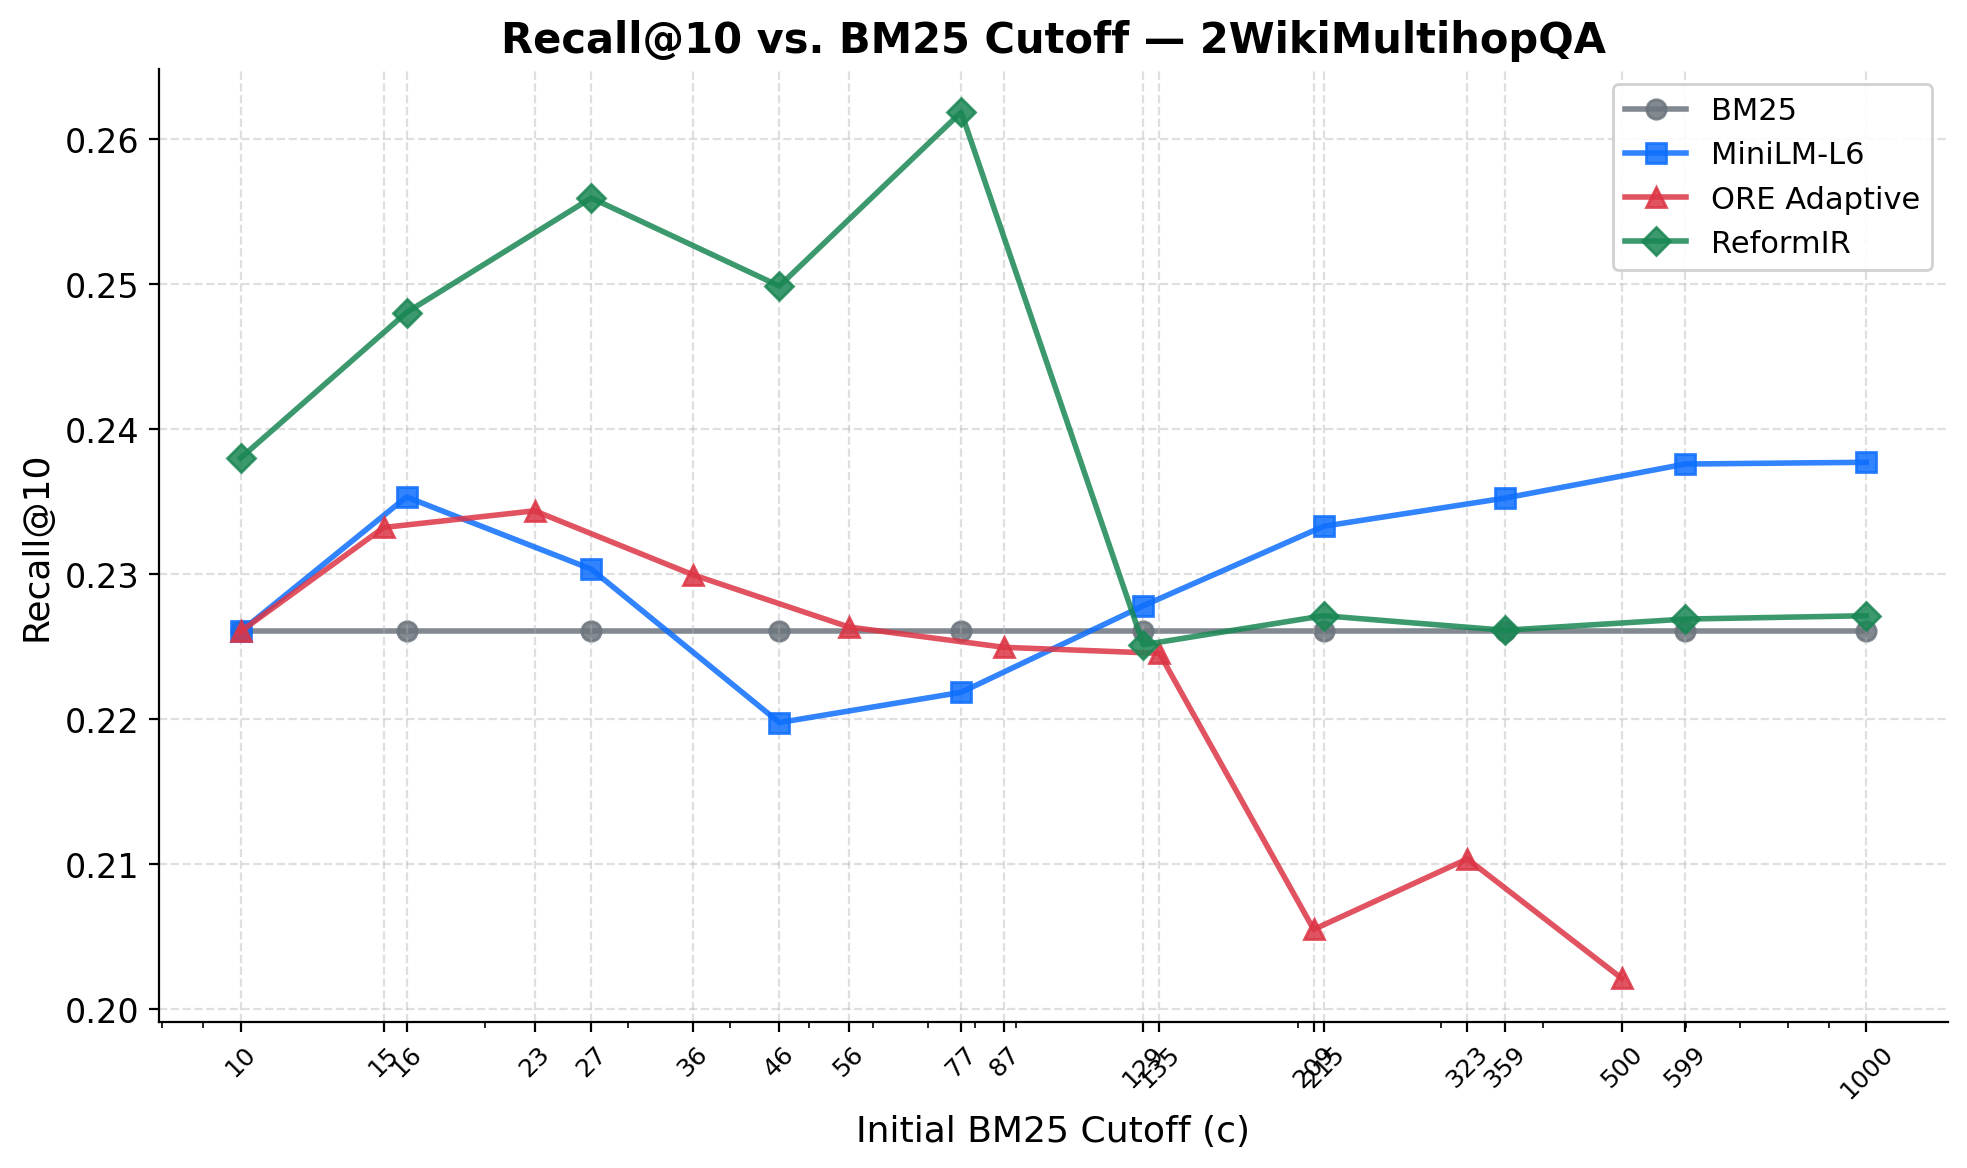 Recall@10 vs. BM25 Cutoff — 2WikiMultihopQA
BM25
MiniLM-L6
ORE Adaptive
ReformIR
Recall@10
0.26
0.25
0.24
0.23
0.22
0.21
0.20
10 15 16 23 27 36 46 56 77 87 129 135 209 215 323 359 500 599 1000
Initial BM25 Cutoff (c)